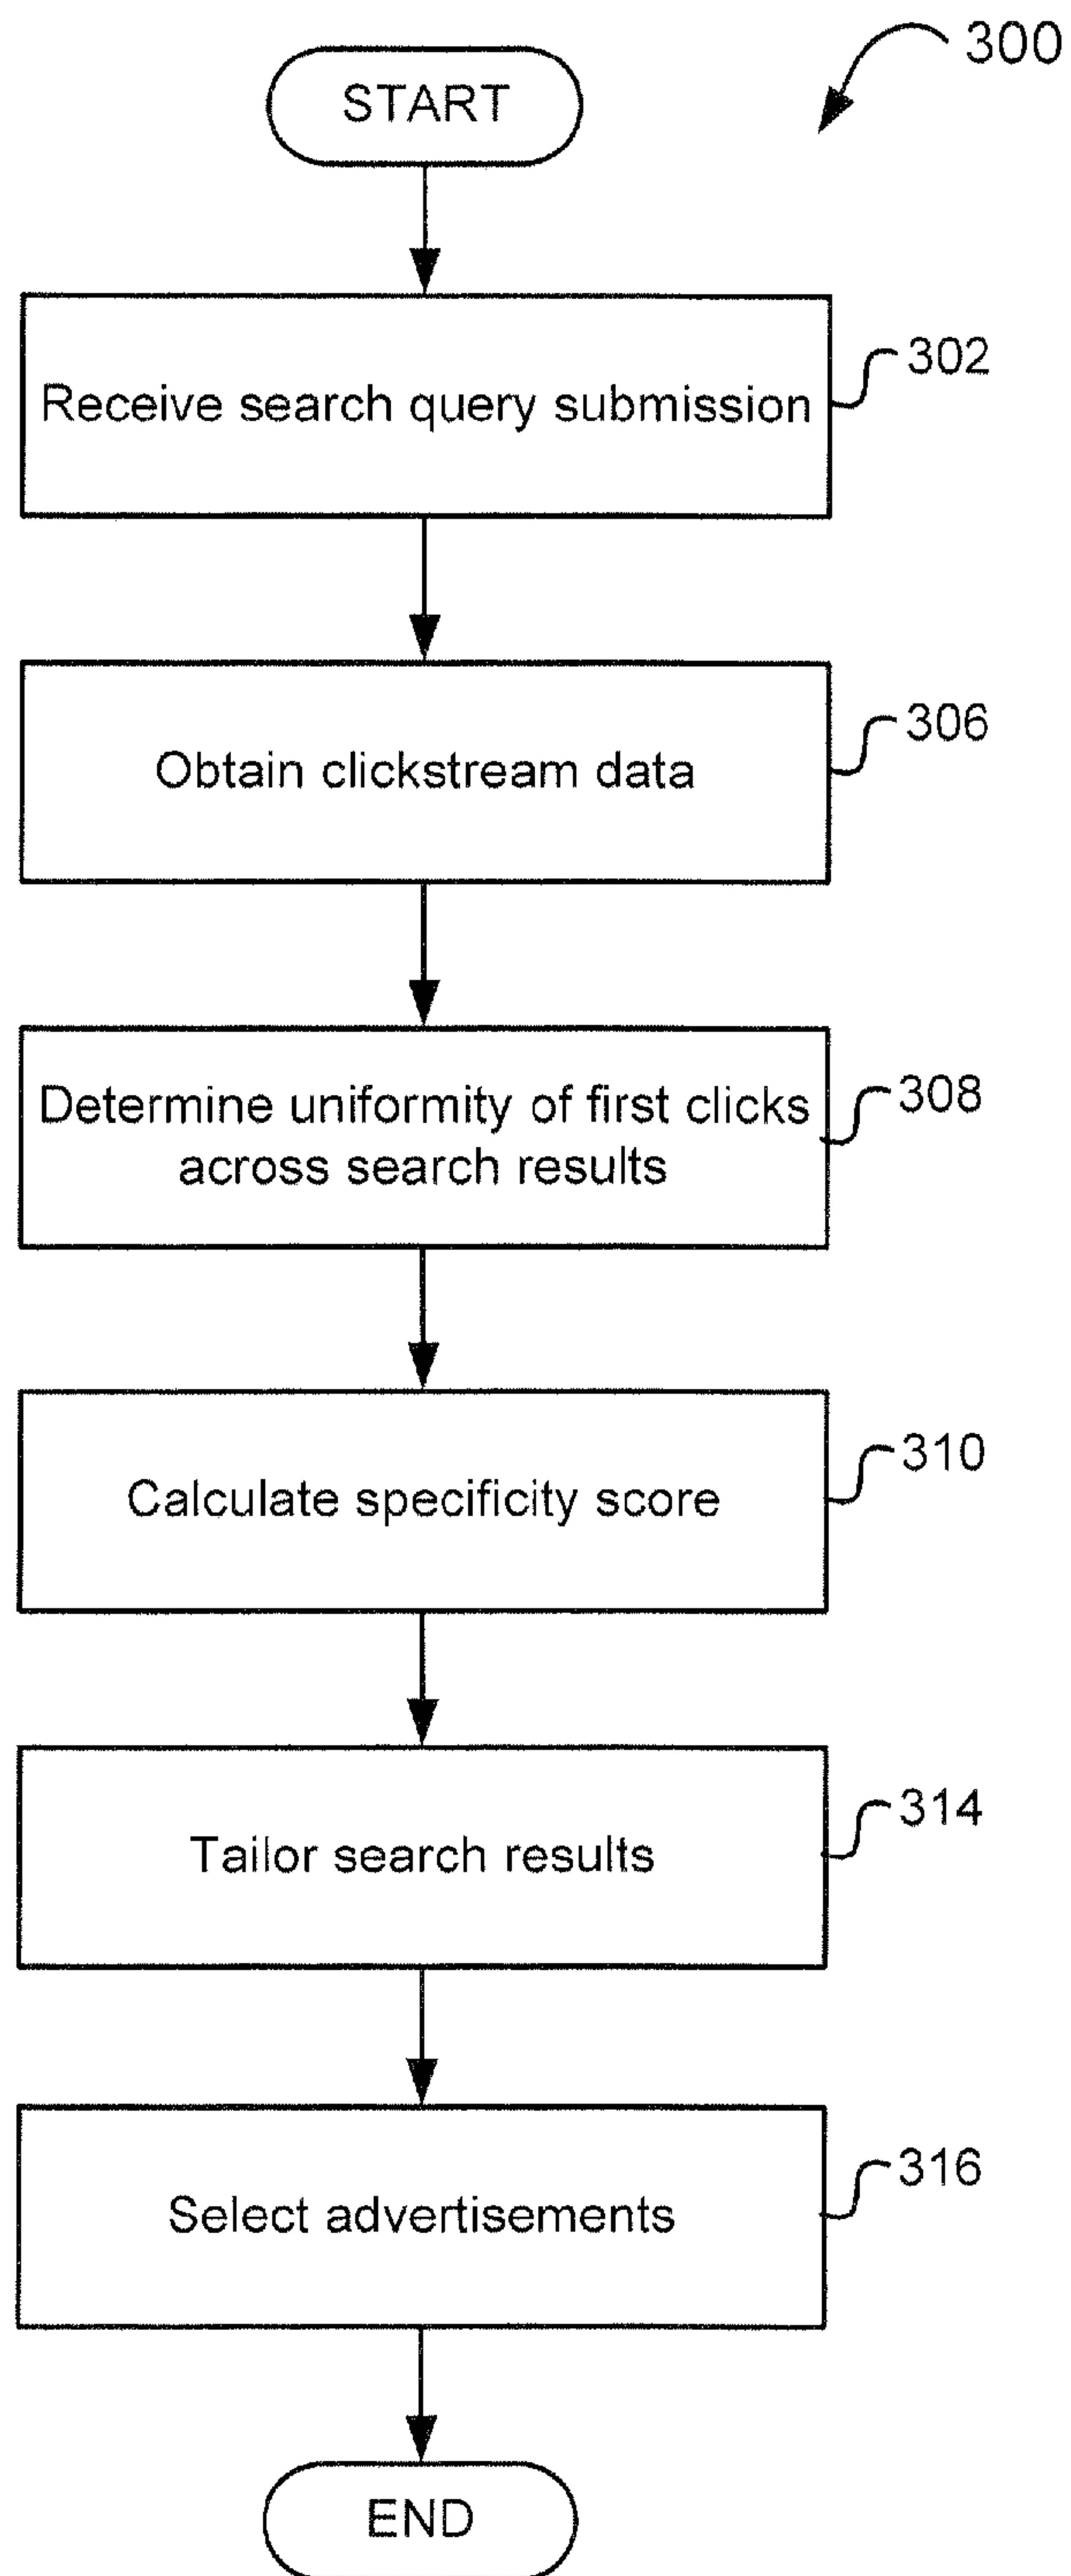 300
START
Receive search query submission
302
Obtain clickstream data
306
Determine uniformity of first clicks
across search results
308
Calculate specificity score
310
Tailor search results
314
Select advertisements
316
END